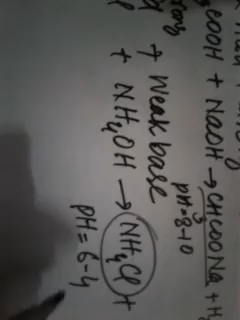 COOH + NaOH → CH3COONa + H
pH = 8-10
+ Weak base
+ NH4OH → NH4Cl +
pH = 6-4